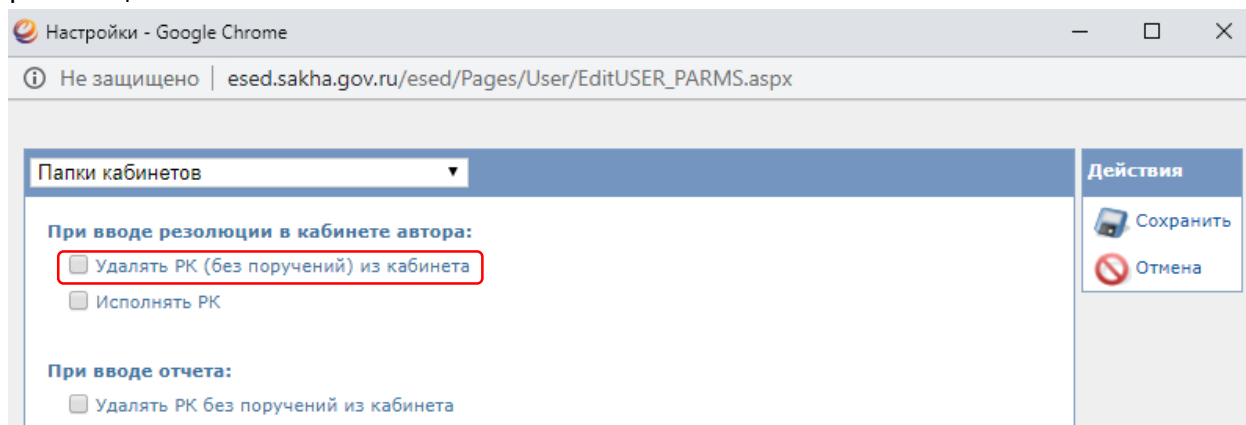 Настройки - Google Chrome
Не защищено | esed.sakha.gov.ru/esed/Pages/User/EditUSER_PARMS.aspx
Папки кабинетов
Действия
При вводе резолюции в кабинете автора:
Сохранить
Удалять РК (без поручений) из кабинета
Отмена
Исполнять РК
При вводе отчета:
Удалять РК без поручений из кабинета